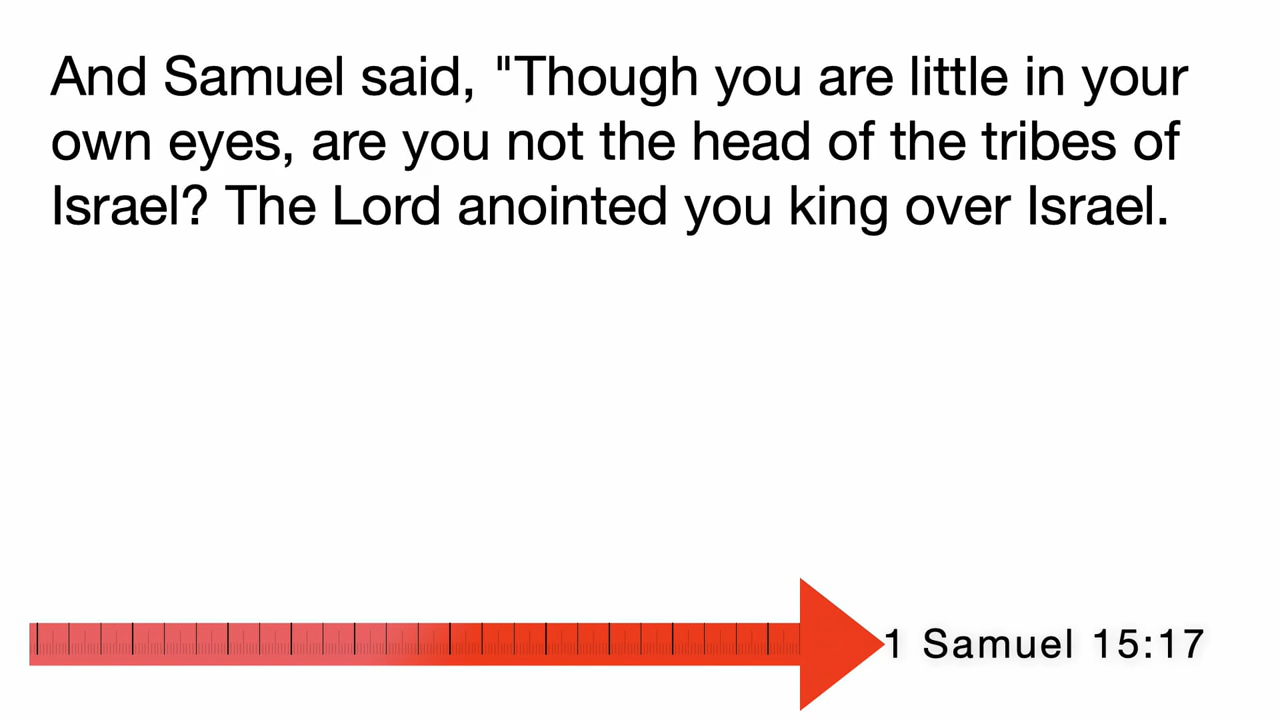 And Samuel said, "Though you are little in your
own eyes, are you not the head of the tribes of
Israel? The Lord anointed you king over Israel.
1 Samuel 15:17